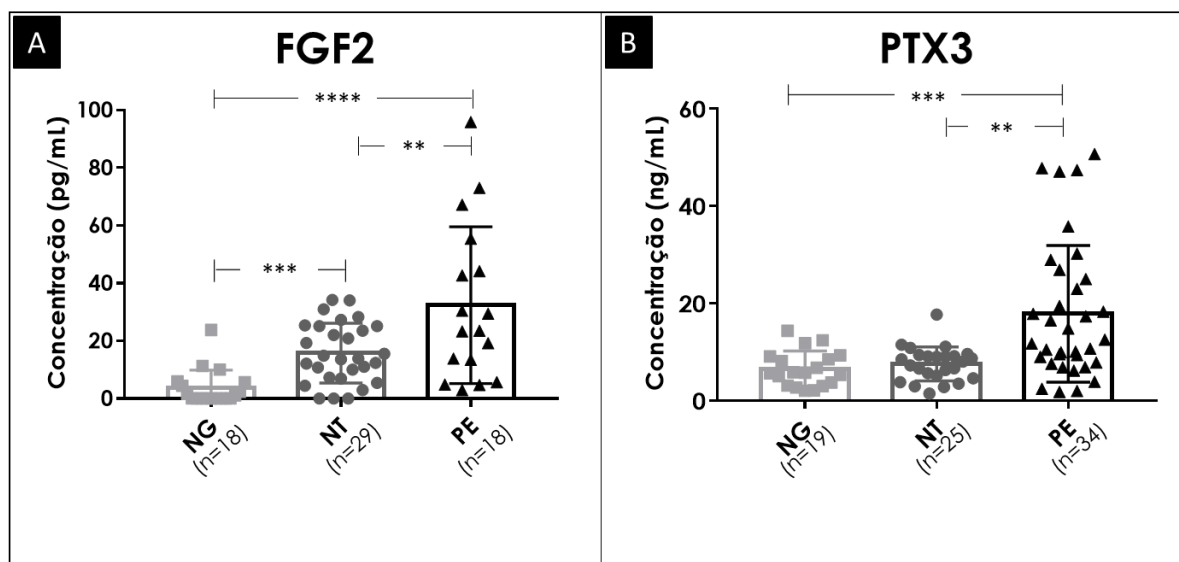 A
FGF2
****
**
***
Concentração (pg/mL)
100
80
60
40
20
0
NG
(n=18)
NT
(n=29)
PE
(n=18)
B
PTX3
***
**
Concentração (ng/mL)
60
40
20
0
NG
(n=19)
NT
(n=25)
PE
(n=34)